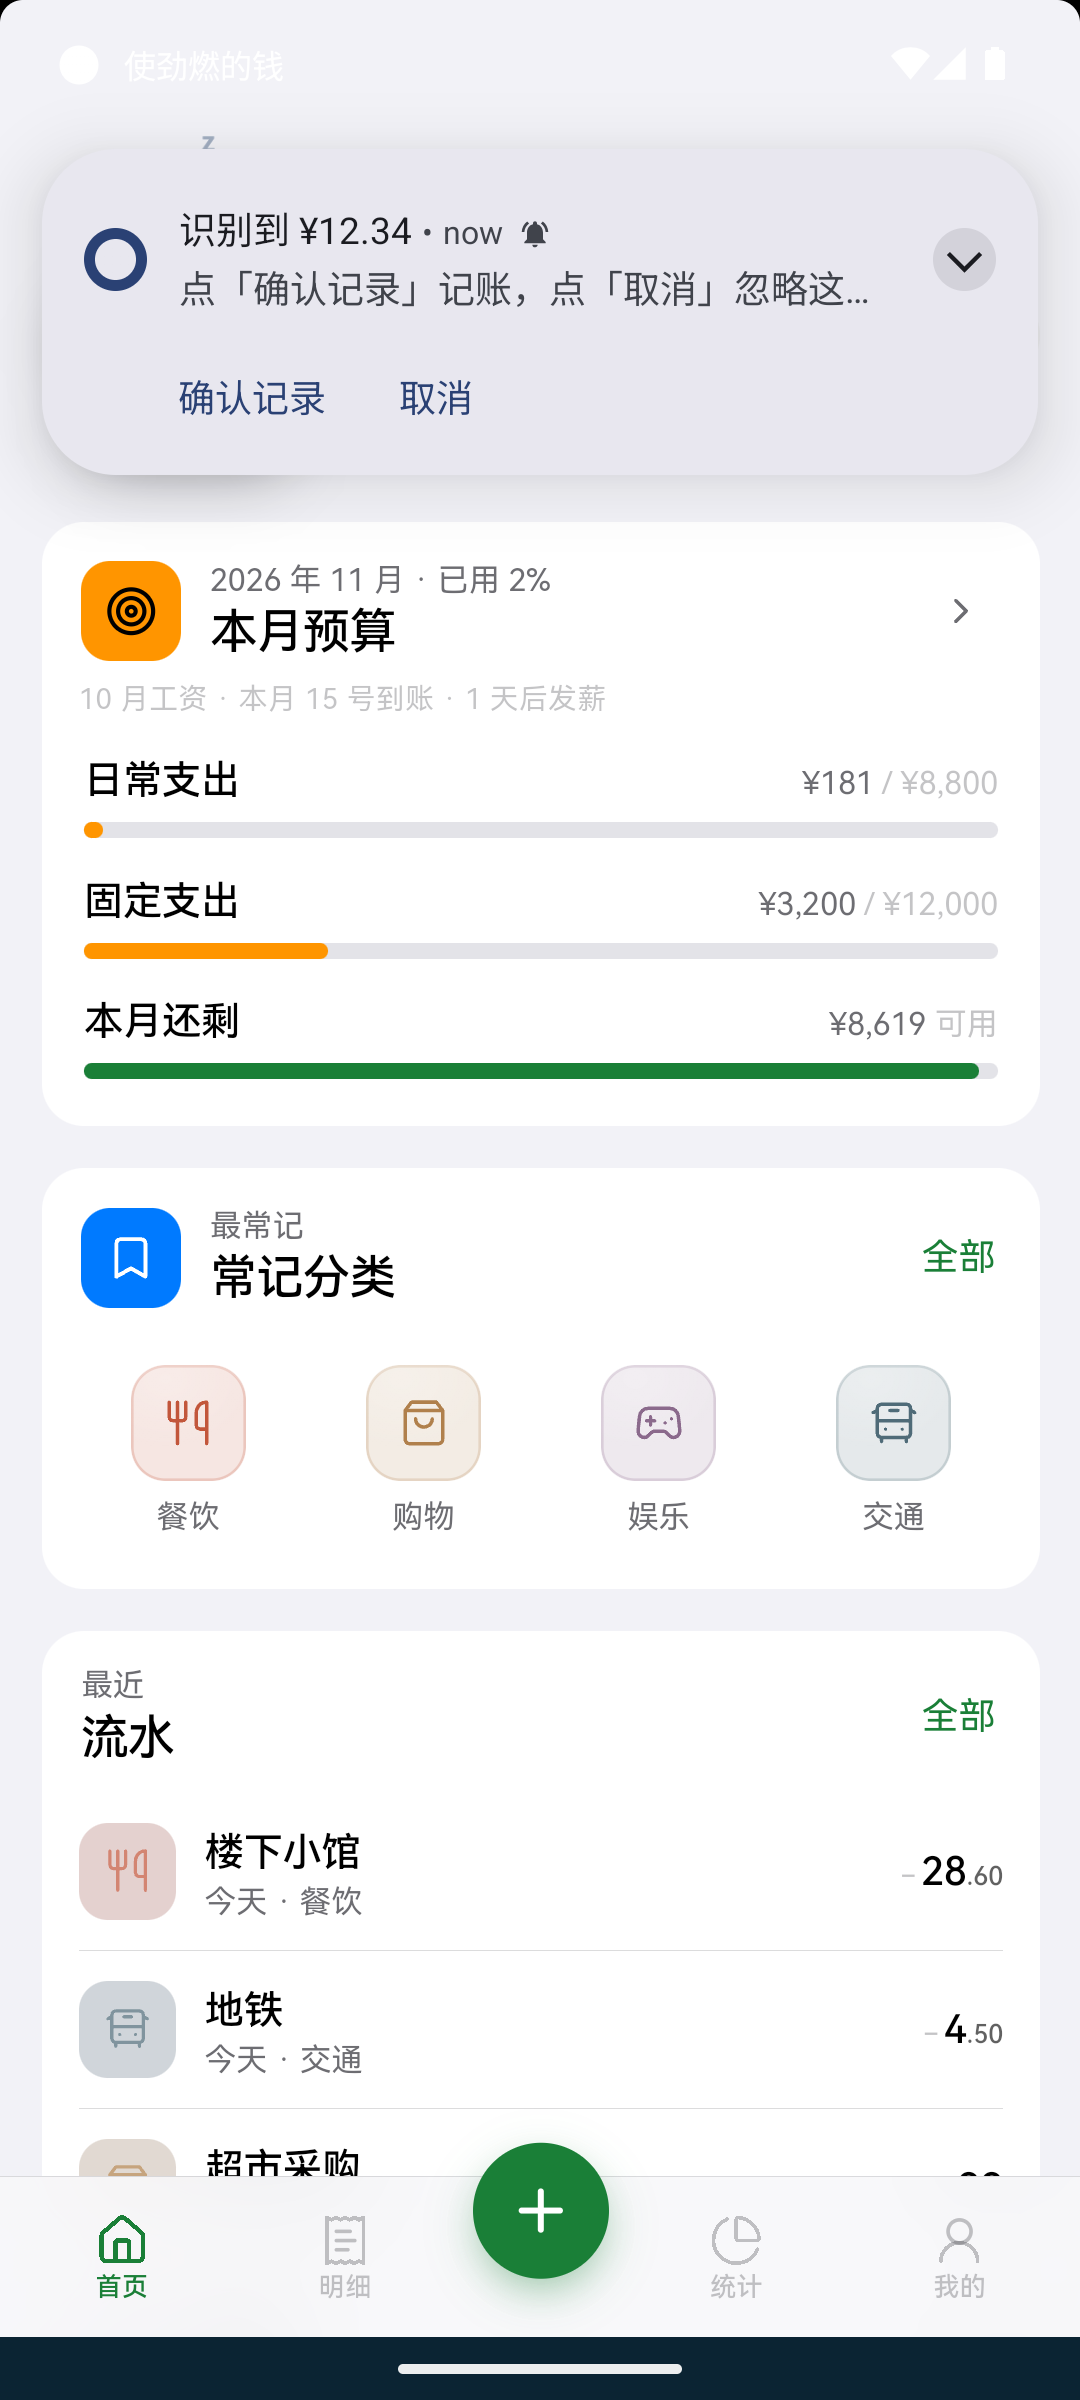 使劲燃的钱
z
识别到 ¥12.34 • now
点「确认记录」记账，点「取消」忽略这...
确认记录 取消
2026 年 11 月 · 已用 2%
本月预算
10 月工资 · 本月 15 号到账 · 1 天后发薪
日常支出 ¥181 / ¥8,800
固定支出 ¥3,200 / ¥12,000
本月还剩 ¥8,619 可用
最常记
常记分类 全部
餐饮 购物 娱乐 交通
最近
流水 全部
楼下小馆
今天 · 餐饮 −28.60
地铁
今天 · 交通 −4.50
超市采购
首页 明细 统计 我的